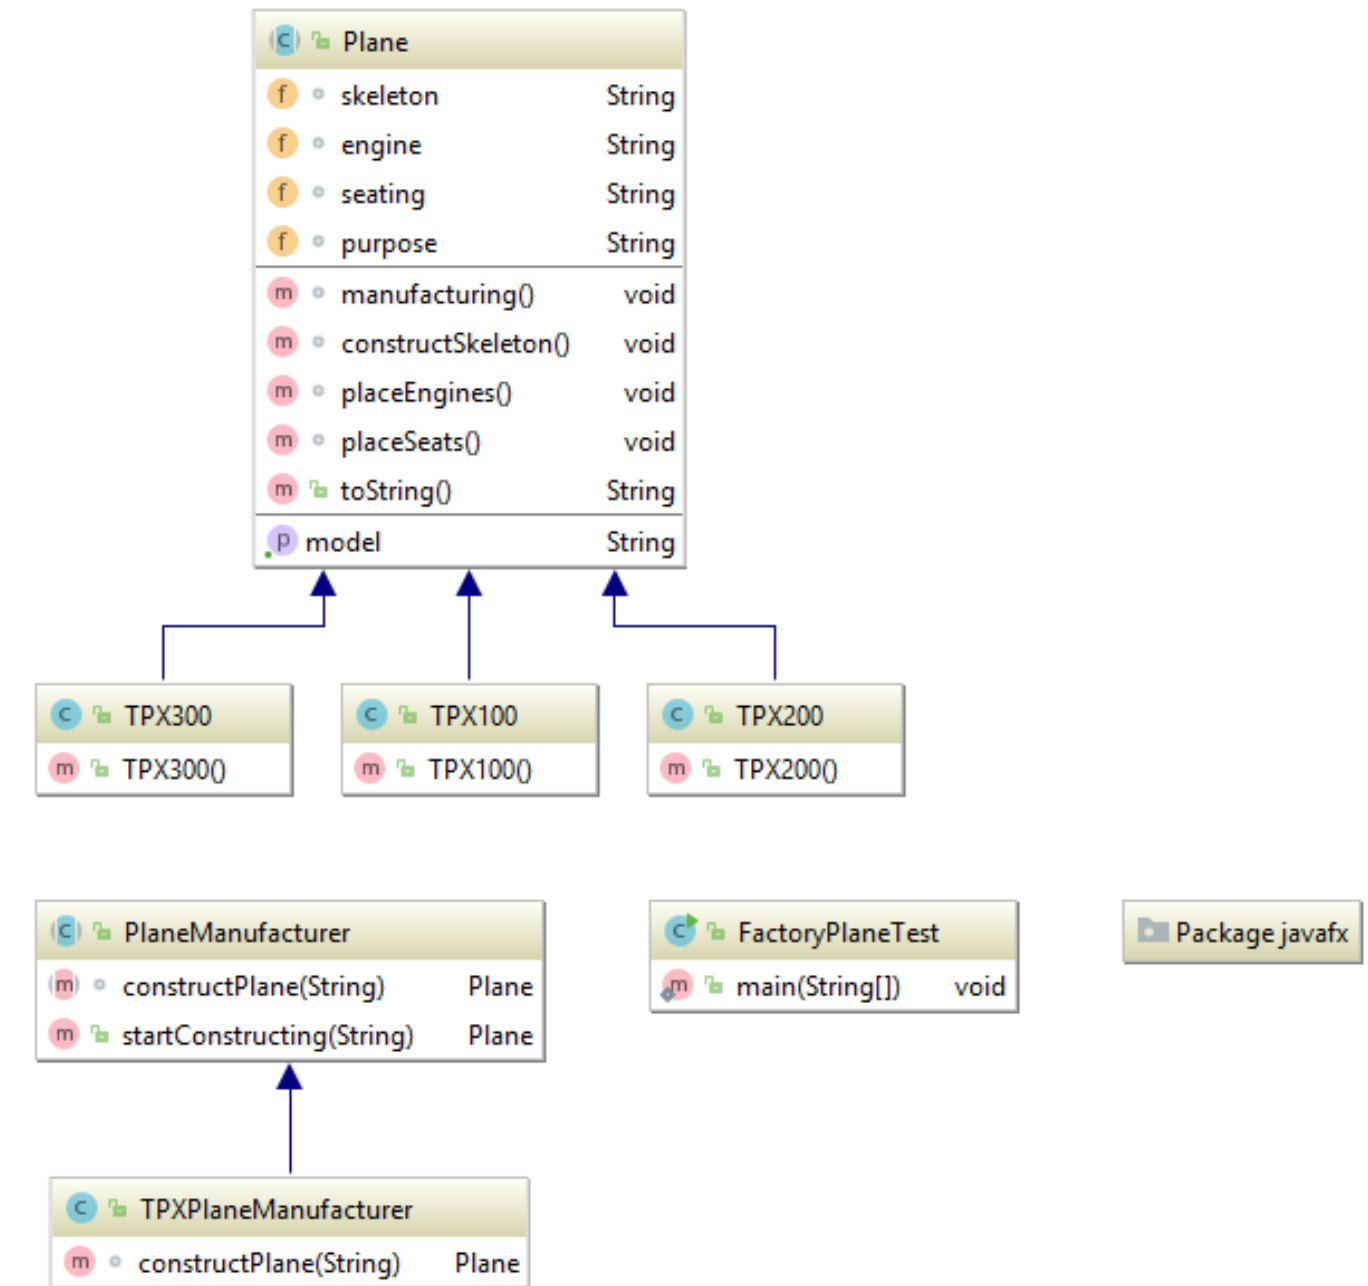 Plane
skeleton String
engine String
seating String
purpose String
manufacturing() void
constructSkeleton() void
placeEngines() void
placeSeats() void
toString() String
model String
TPX300 TPX100 TPX200
TPX300() TPX100() TPX200()
PlaneManufacturer
constructPlane(String) Plane
startConstructing(String) Plane
FactoryPlaneTest
main(String[]) void
Package javafx
TPXPlaneManufacturer
constructPlane(String) Plane